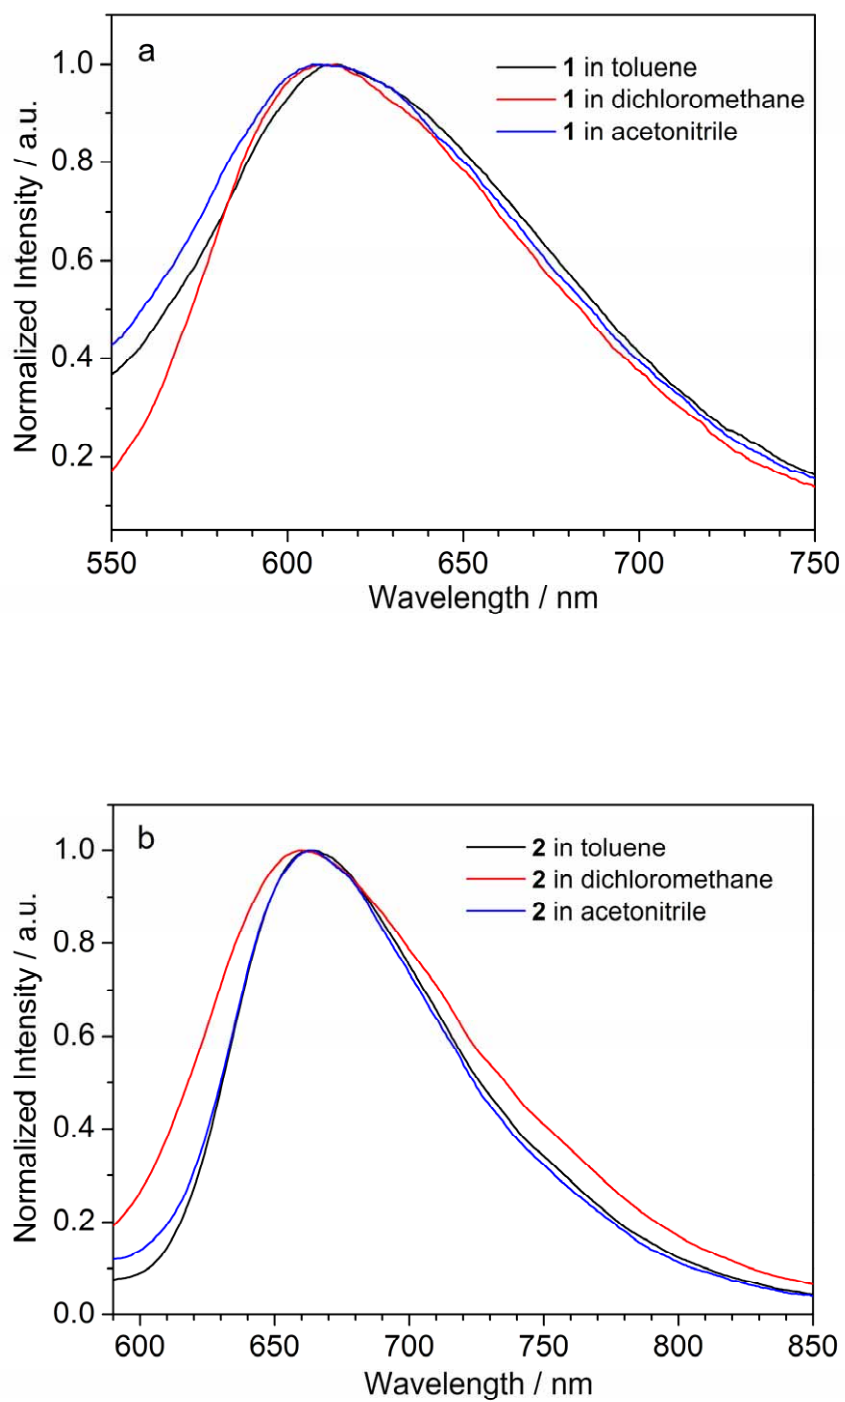 a
1 in toluene
1 in dichloromethane
1 in acetonitrile
1.0
0.8
0.6
0.4
0.2
Normalized Intensity / a.u.
550 600 650 700 750
Wavelength / nm
b
2 in toluene
2 in dichloromethane
2 in acetonitrile
1.0
0.8
0.6
0.4
0.2
0.0
Normalized Intensity / a.u.
600 650 700 750 800 850
Wavelength / nm